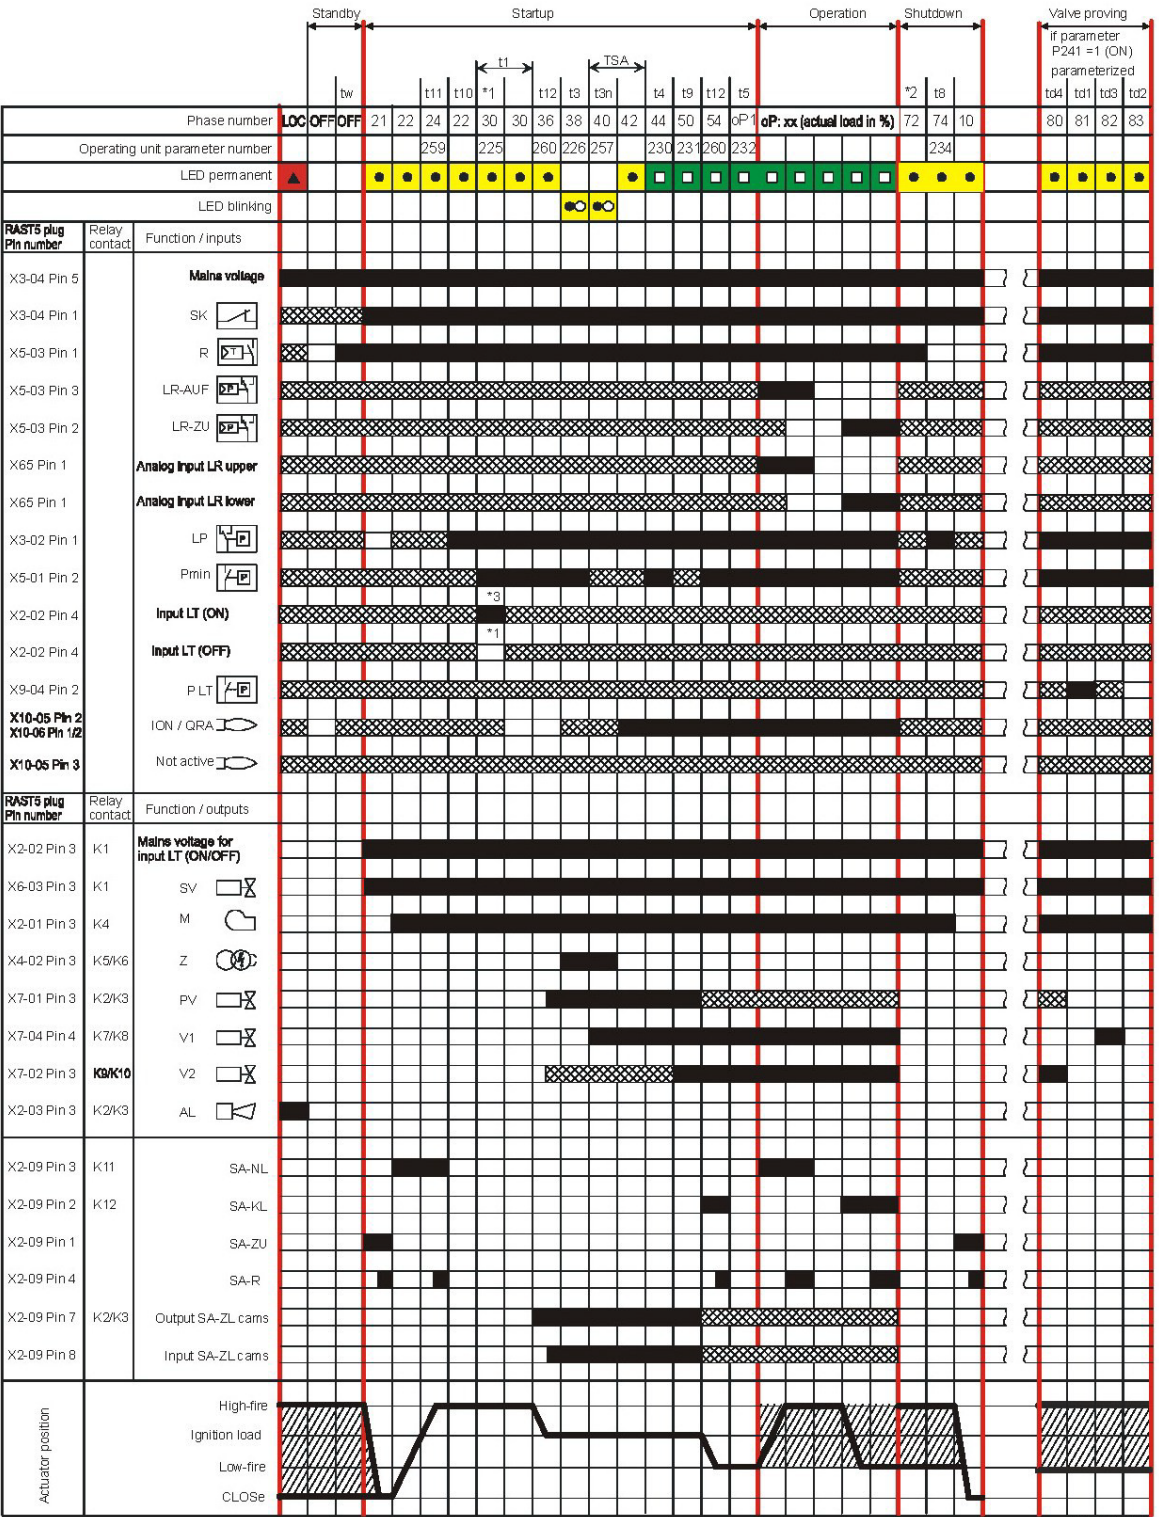 Standby Startup Operation Shutdown Valve proving
if parameter
P241 =1 (ON)
parameterized
t1 TSA
tw t11 t10 *1 t12 t3 t3n t4 t9 t12 t5 *2 t8 td4 td1 td3 td2
Phase number LOC OFF OFF 21 22 24 22 30 30 36 38 40 42 44 50 54 oP1 oP: xx (actual load in %) 72 74 10 80 81 82 83
Operating unit parameter number 259 225 260 226 257 230 231 260 232 234
LED permanent
LED blinking
RAST5 plug Relay Function / inputs
Pin number contact
X3-04 Pin 5 Mains voltage
X3-04 Pin 1 SK
X5-03 Pin 1 R
X5-03 Pin 3 LR-AUF
X5-03 Pin 2 LR-ZU
X65 Pin 1 Analog Input LR upper
X65 Pin 1 Analog Input LR lower
X3-02 Pin 1 LP P
X5-01 Pin 2 Pmin P
*3
X2-02 Pin 4 Input LT (ON)
*1
X2-02 Pin 4 Input LT (OFF)
X9-04 Pin 2 P LT P
X10-05 Pin 2 ION / QRA
X10-06 Pin 1/2
X10-05 Pin 3 Not active
RAST5 plug Relay Function / outputs
Pin number contact
X2-02 Pin 3 K1 Mains voltage for
input LT (ON/OFF)
X6-03 Pin 3 K1 SV
X2-01 Pin 3 K4 M
X4-02 Pin 3 K5/K6 Z
X7-01 Pin 3 K2/K3 PV
X7-04 Pin 4 K7/K8 V1
X7-02 Pin 3 K9/K10 V2
X2-03 Pin 3 K2/K3 AL
X2-09 Pin 3 K11 SA-NL
X2-09 Pin 2 K12 SA-KL
X2-09 Pin 1 SA-ZU
X2-09 Pin 4 SA-R
X2-09 Pin 7 K2/K3 Output SA-ZL cams
X2-09 Pin 8 Input SA-ZL cams
Actuator position
High-fire
Ignition load
Low-fire
CLOSe